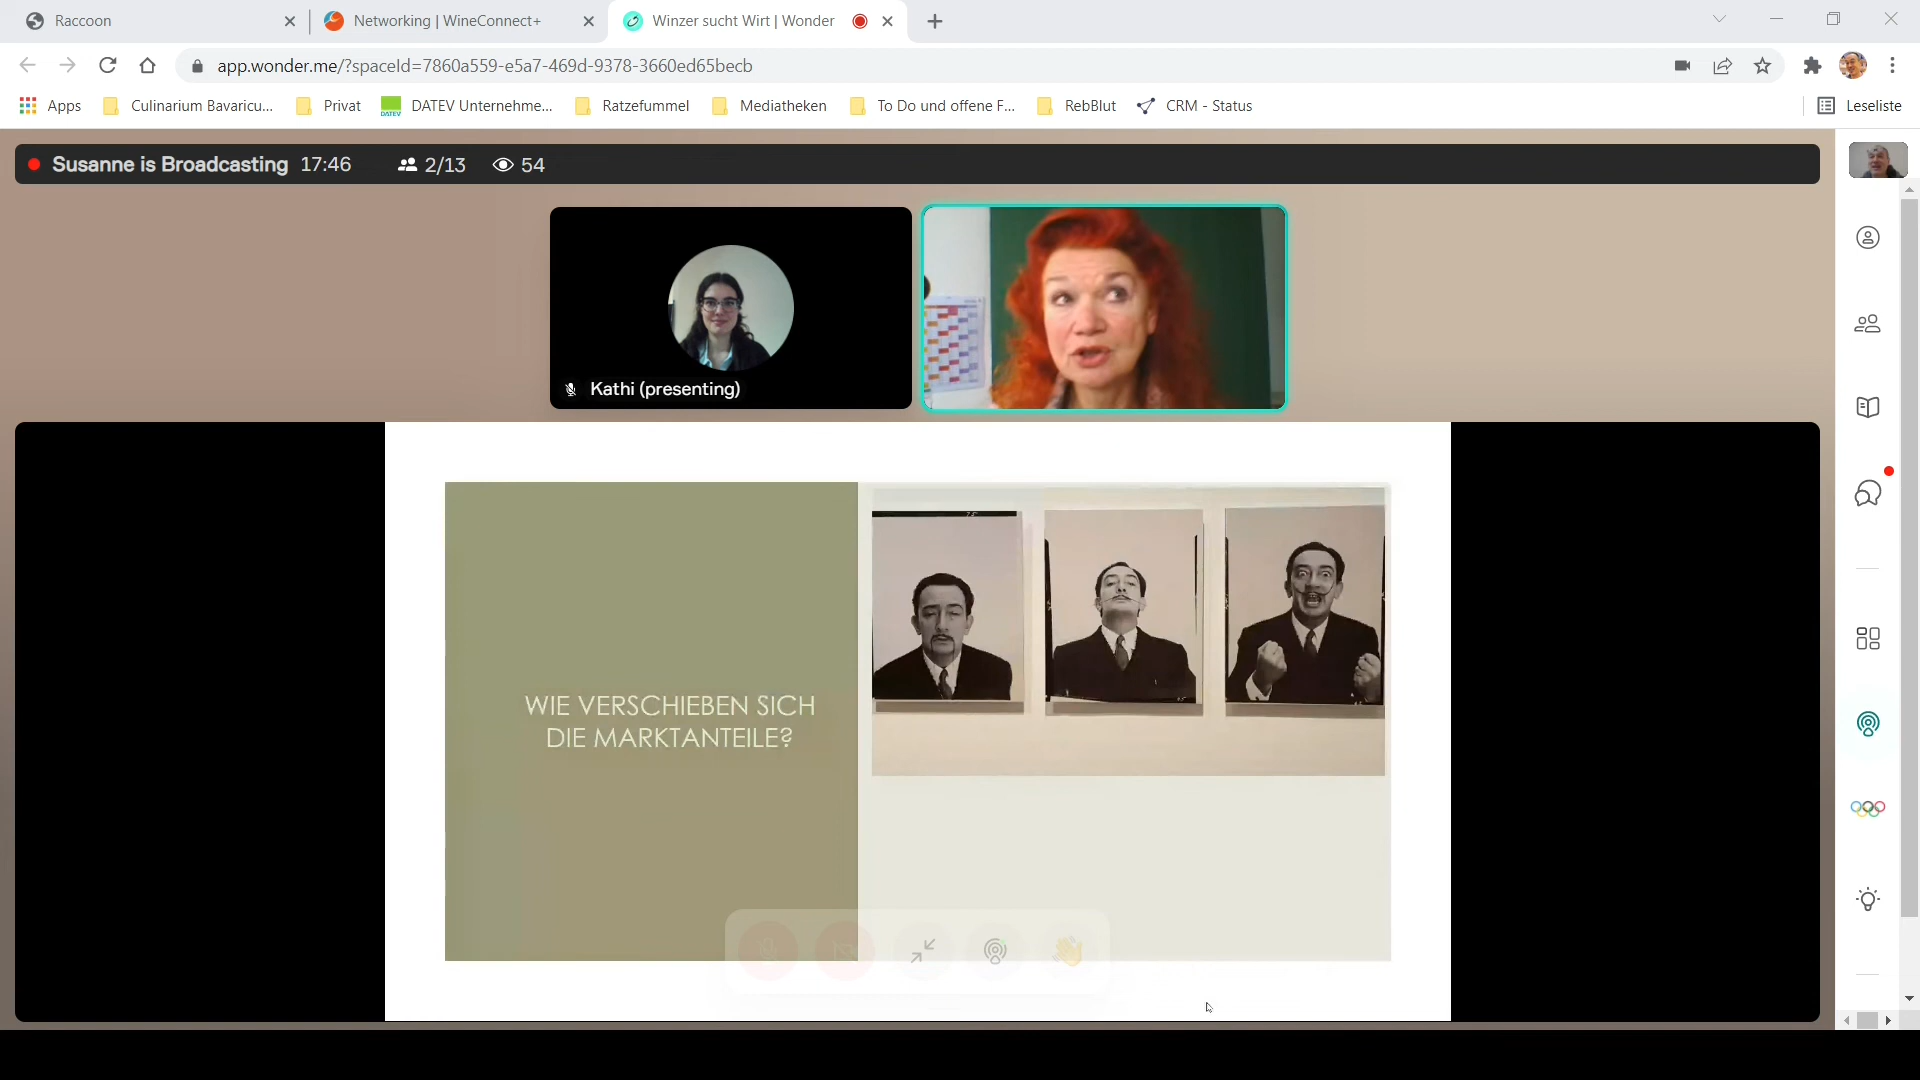 Raccoon
Networking | WineConnect+
Winzer sucht Wirt | Wonder
app.wonder.me/?spaceId=7860a559-e5a7-469d-9378-3660ed65becb
Apps
Culinarium Bavaricu...
Privat
DATEV
DATEV Unternehme...
Ratzefummel
Mediatheken
To Do und offene F...
RebBlut
CRM - Status
Leseliste
Susanne is Broadcasting 17:46 2/13 54
Kathi (presenting)
WIE VERSCHIEBEN SICH
DIE MARKTANTEILE?